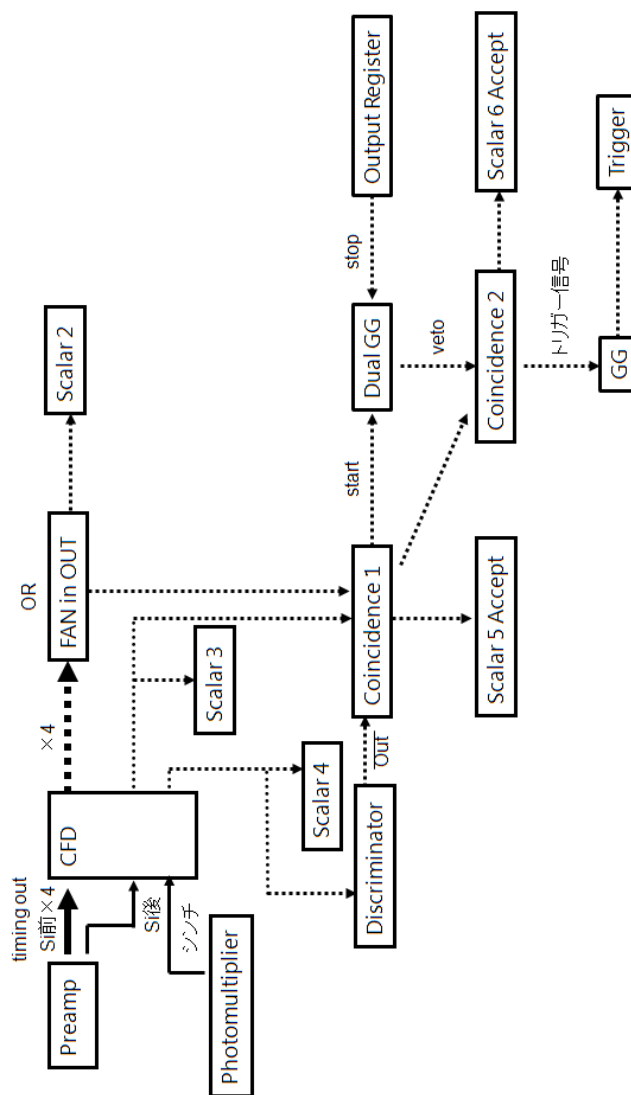 timing out
Si前×4
Preamp
CFD
×4
OR
FAN in OUT
Scalar 2
Si後
シンチ
Photomultiplier
Scalar 3
Scalar 4
Discriminator
Out
Coincidence 1
start
Dual GG
stop
Output Register
veto
Scalar 5 Accept
Coincidence 2
Scalar 6 Accept
トリガー信号
GG
Trigger